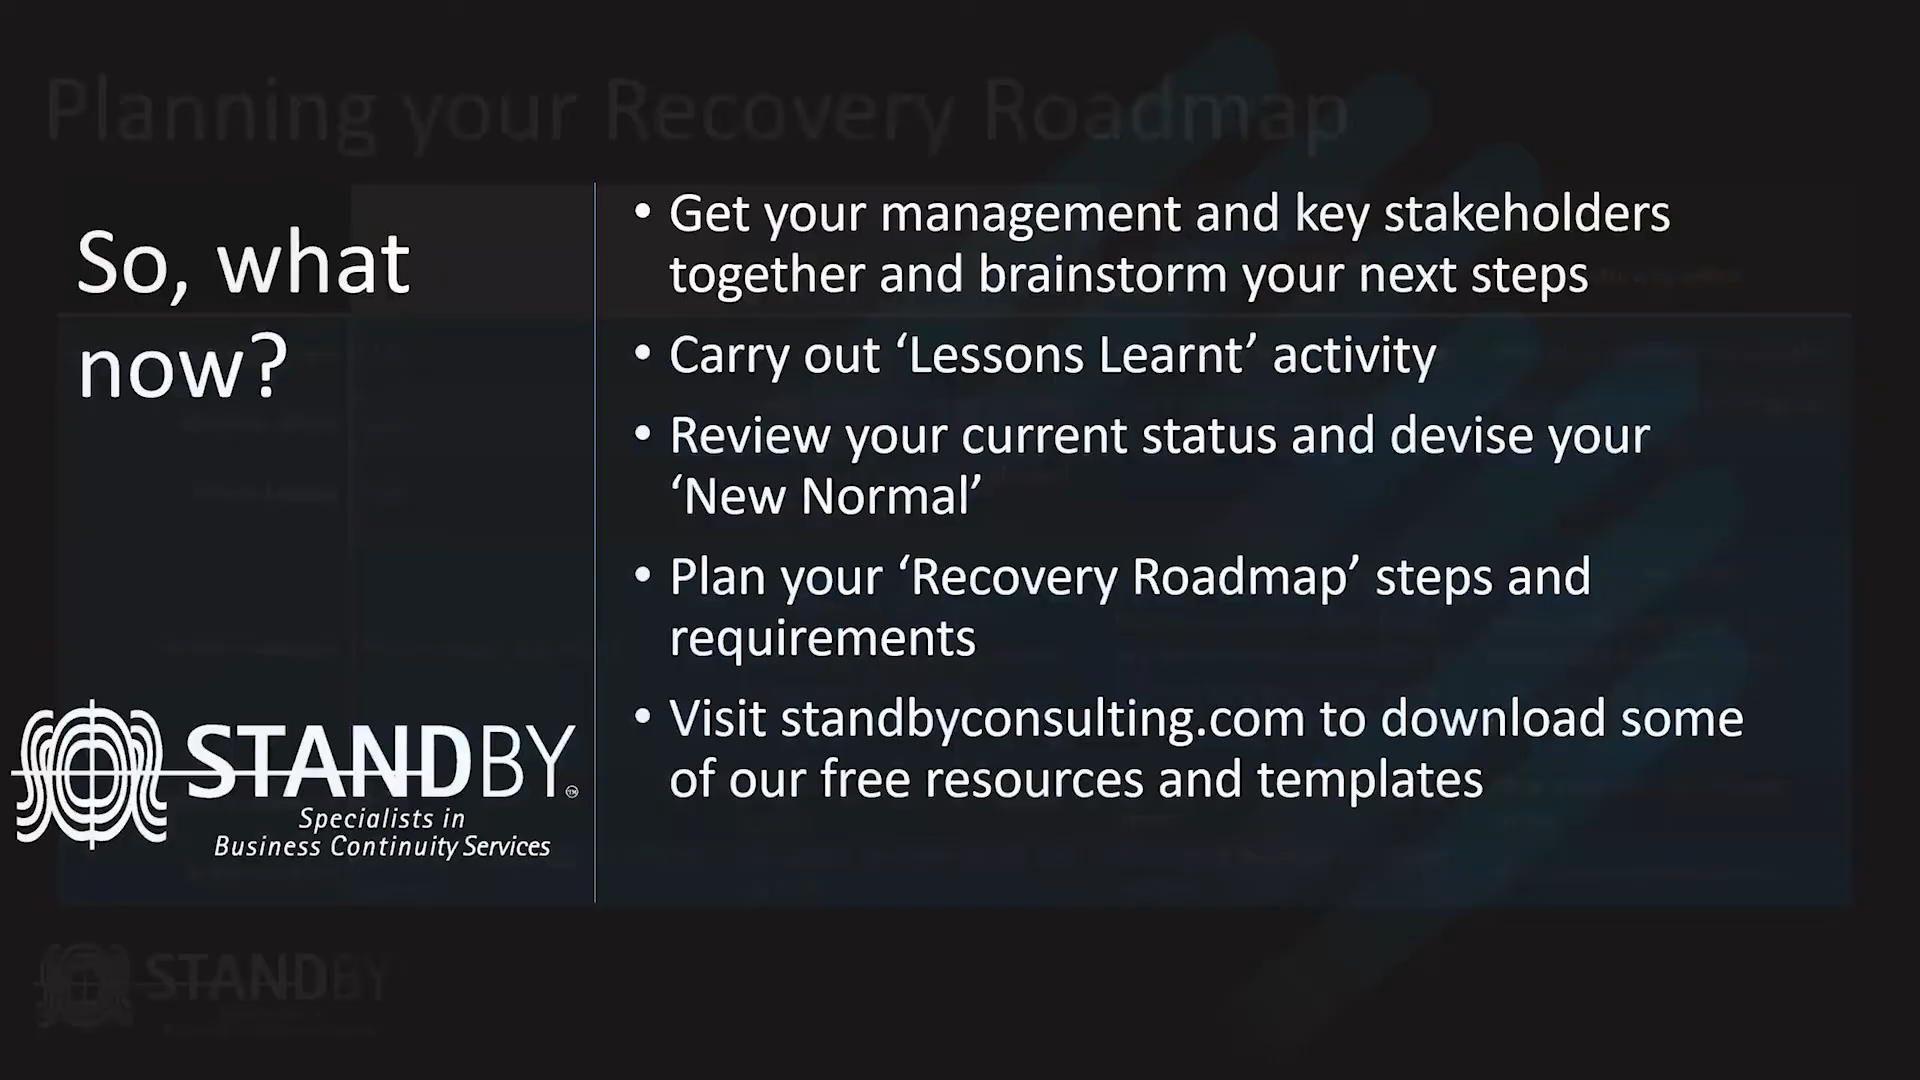 Planning your Recovery Roadmap
So, what
now?
• Get your management and key stakeholders
together and brainstorm your next steps
• Carry out ‘Lessons Learnt’ activity
• Review your current status and devise your
‘New Normal’
• Plan your ‘Recovery Roadmap’ steps and
requirements
• Visit standbyconsulting.com to download some
of our free resources and templates
STANDBY™
Specialists in
Business Continuity Services
STANDBY